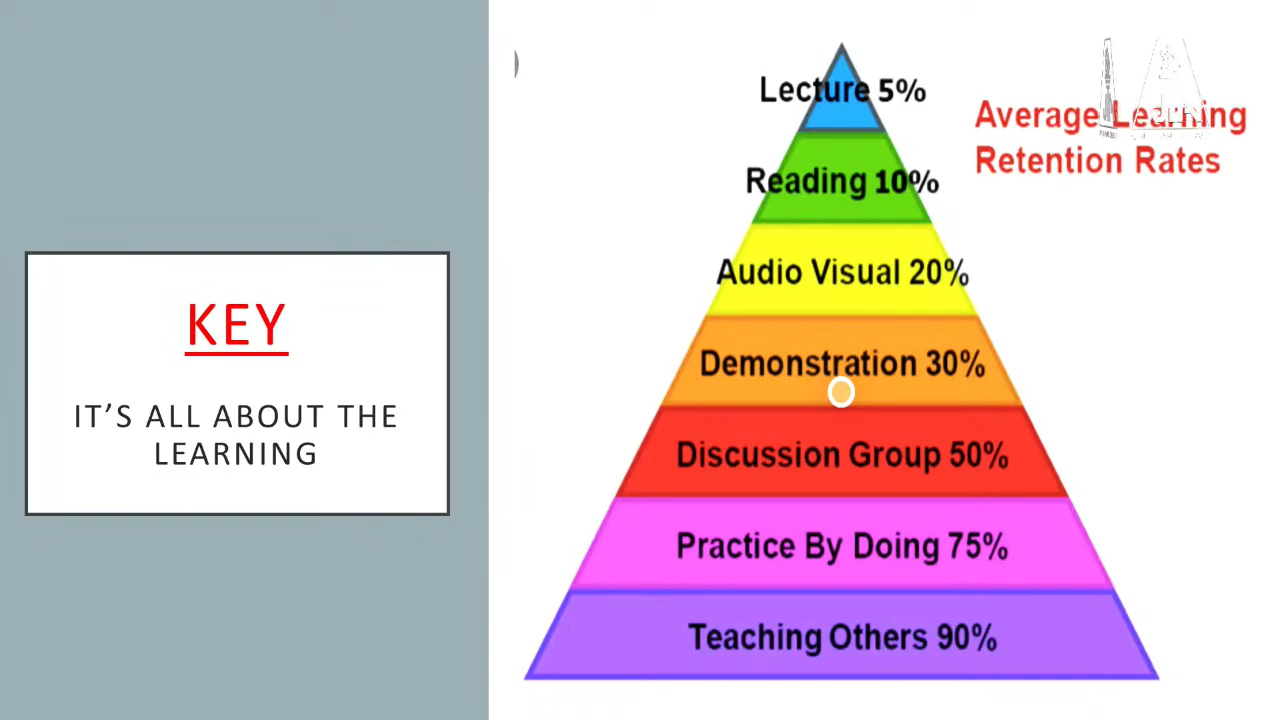 KEY
IT’S ALL ABOUT THE
LEARNING
Lecture 5%
Average Learning
Retention Rates
Reading 10%
Audio Visual 20%
Demonstration 30%
Discussion Group 50%
Practice By Doing 75%
Teaching Others 90%